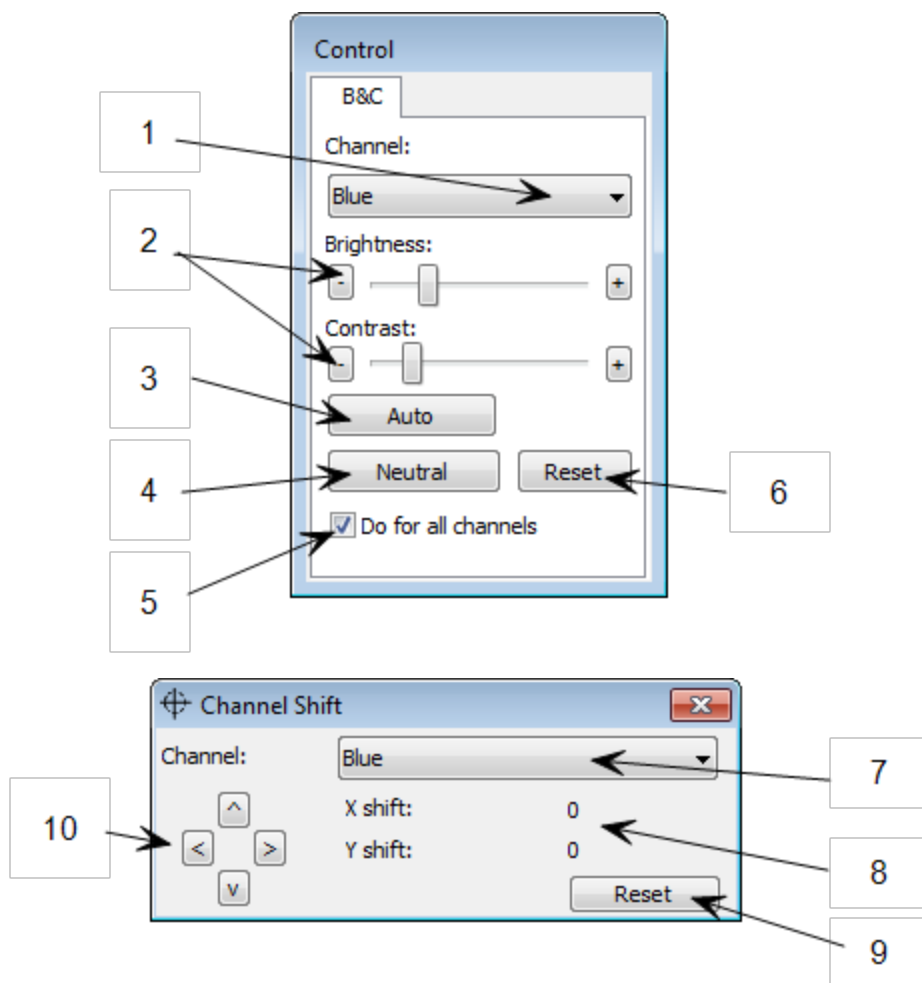 Control
B&C
1
Channel:
Blue
2
Brightness:
- +
Contrast:
- +
3
Auto
4
Neutral Reset
6
Do for all channels
5
Channel Shift
Channel: Blue
7
10
^
X shift: 0
< >
Y shift: 0
8
v
Reset
9